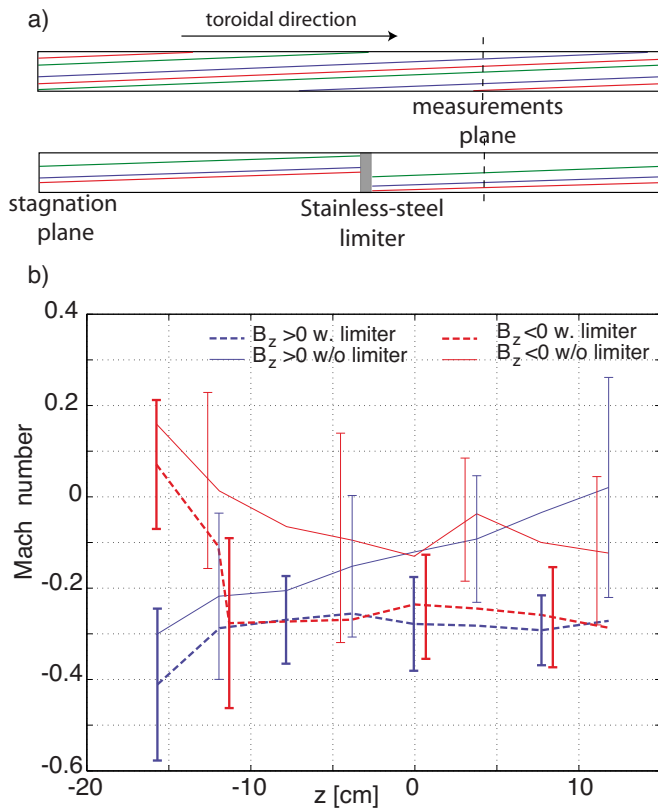 a)
toroidal direction
measurements
plane
stagnation
plane
Stainless-steel
limiter
b)
0.4
0.2
0
-0.2
-0.4
-0.6
Mach number
B_z >0 w. limiter
B_z >0 w/o limiter
B_z <0 w. limiter
B_z <0 w/o limiter
-20
-10
0
10
z [cm]